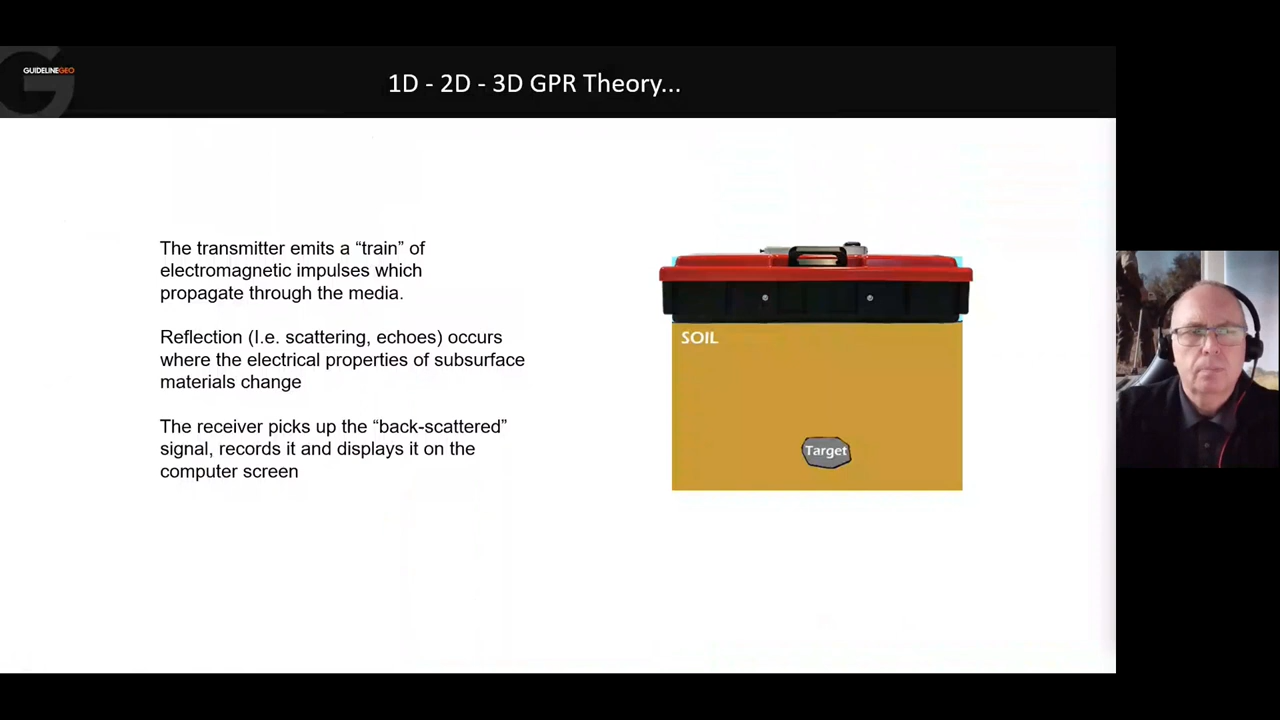 GUIDELINEGEO
1D - 2D - 3D GPR Theory...
The transmitter emits a “train” of
electromagnetic impulses which
propagate through the media.
Reflection (I.e. scattering, echoes) occurs
where the electrical properties of subsurface
materials change
The receiver picks up the “back-scattered”
signal, records it and displays it on the
computer screen
SOIL
Target